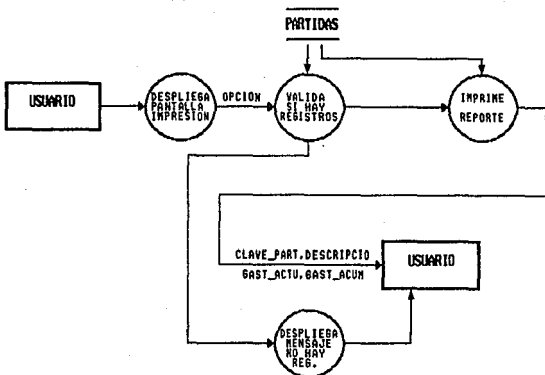 PARTIDAS
USUARIO
DESPLIEGA
PANTALLA
IMPRESION
OPCION
VALIDA
SI HAY
REGISTROS
IMPRIME
REPORTE
CLAVE_PART.DESCRIPCIO
GAST_ACTU.GAST_ACUM
USUARIO
DESPLIEGA
MENSAJE
NO HAY
REG.